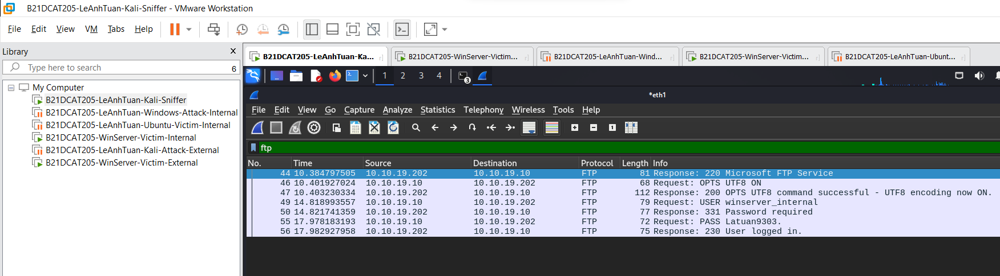 B21DCAT205-LeAnhTuan-Kali-Sniffer - VMware Workstation
File Edit View VM Tabs Help
Library
Type here to search 6
My Computer
B21DCAT205-LeAnhTuan-Kali-Sniffer
B21DCAT205-LeAnhTuan-Windows-Attack-Internal
B21DCAT205-LeAnhTuan-Ubuntu-Victim-Internal
B21DCAT205-WinServer-Victim-Internal
B21DCAT205-LeAnhTuan-Kali-Attack-External
B21DCAT205-WinServer-Victim-External
B21DCAT205-LeAnhTuan-Ka... B21DCAT205-WinServer-Victim... B21DCAT205-LeAnhTuan-Wind... B21DCAT205-WinServer-Victim... B21DCAT205-LeAnhTuan-Ubunt...
1 2 3 4 3
*eth1
File Edit View Go Capture Analyze Statistics Telephony Wireless Tools Help
ftp
No. Time Source Destination Protocol Length Info
44 10.384797505 10.10.19.202 10.10.19.10 FTP 81 Response: 220 Microsoft FTP Service
46 10.401927024 10.10.19.10 10.10.19.202 FTP 68 Request: OPTS UTF8 ON
47 10.403230334 10.10.19.202 10.10.19.10 FTP 112 Response: 200 OPTS UTF8 command successful - UTF8 encoding now ON.
49 14.818993557 10.10.19.10 10.10.19.202 FTP 79 Request: USER winserver_internal
50 14.821741359 10.10.19.202 10.10.19.10 FTP 77 Response: 331 Password required
55 17.978183193 10.10.19.10 10.10.19.202 FTP 72 Request: PASS Latuan9303.
56 17.982927958 10.10.19.202 10.10.19.10 FTP 75 Response: 230 User logged in.